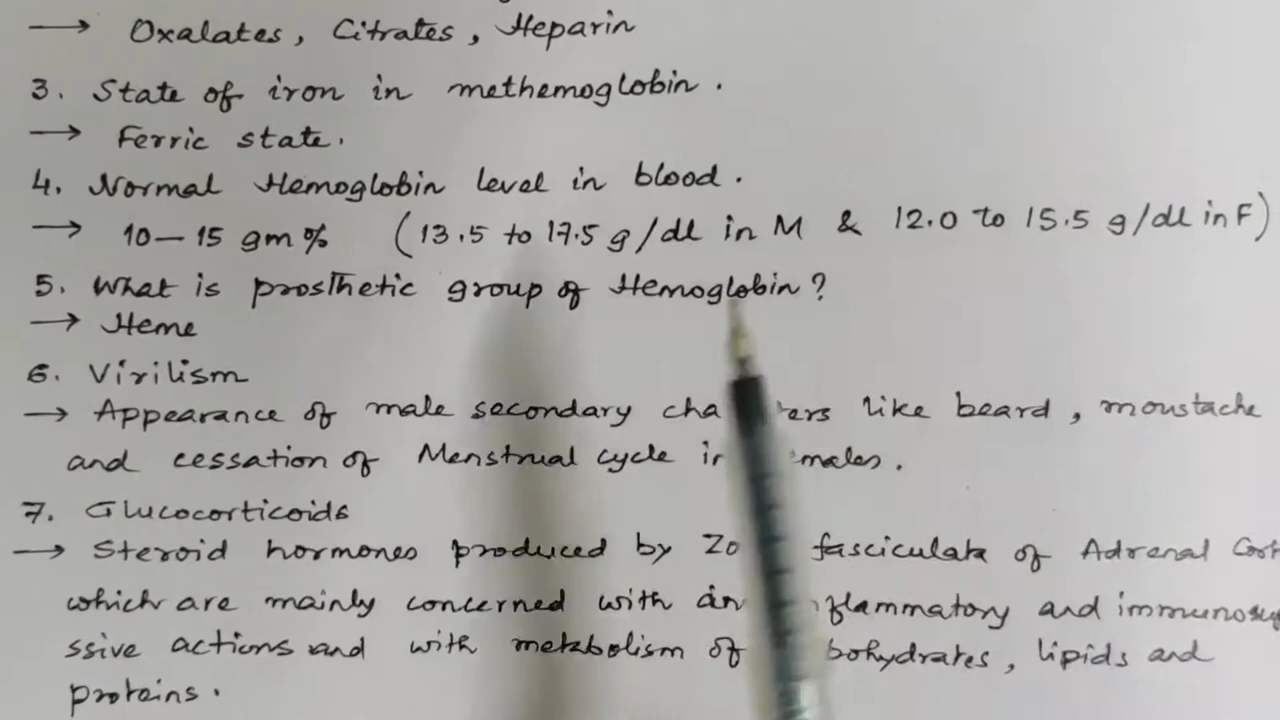 → Oxalates, Citrates, Heparin
3. State of iron in methemoglobin.
→ Ferric state.
4. Normal Hemoglobin level in blood.
→ 10–15 gm% (13.5 to 17.5 g/dl in M & 12.0 to 15.5 g/dl in F)
5. What is prosthetic group of Hemoglobin?
→ Heme
6. Virilism
→ Appearance of male secondary like beard, moustache
and cessation of Menstrual cycle
7. Glucocorticoids
→ Steroid hormones produced by fasciculata of Adrenal
which are mainly concerned with and
ssive actions and with metabolism of , lipids and
proteins.